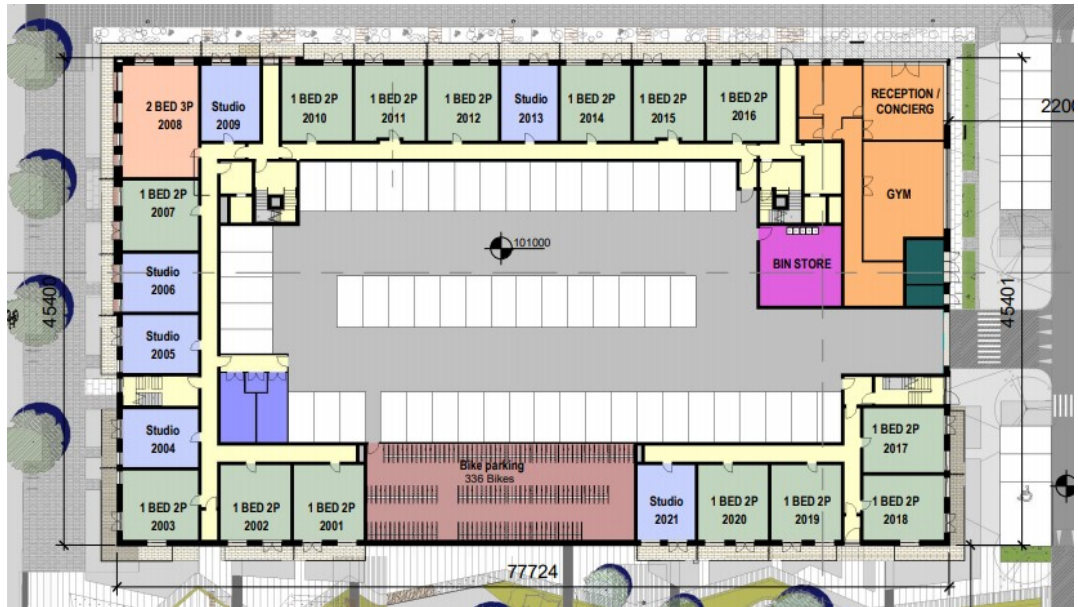 2 BED 3P
2008
Studio
2009
1 BED 2P
2010
1 BED 2P
2011
1 BED 2P
2012
Studio
2013
1 BED 2P
2014
1 BED 2P
2015
1 BED 2P
2016
RECEPTION /
CONCIERG
2200
1 BED 2P
2007
GYM
101000
BIN STORE
Studio
2006
45401
45401
Studio
2005
Studio
2004
1 BED 2P
2017
Bike parking
336 Bikes
1 BED 2P
2003
1 BED 2P
2002
1 BED 2P
2001
Studio
2021
1 BED 2P
2020
1 BED 2P
2019
1 BED 2P
2018
77724